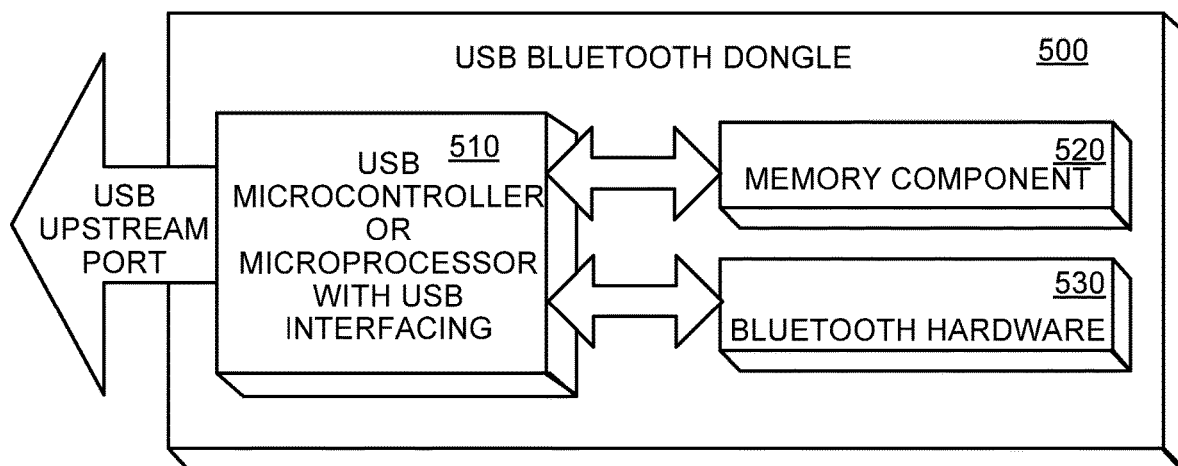 USB BLUETOOTH DONGLE
500
USB
UPSTREAM
PORT
510
USB
MICROCONTROLLER
OR
MICROPROCESSOR
WITH USB
INTERFACING
520
MEMORY COMPONENT
530
BLUETOOTH HARDWARE